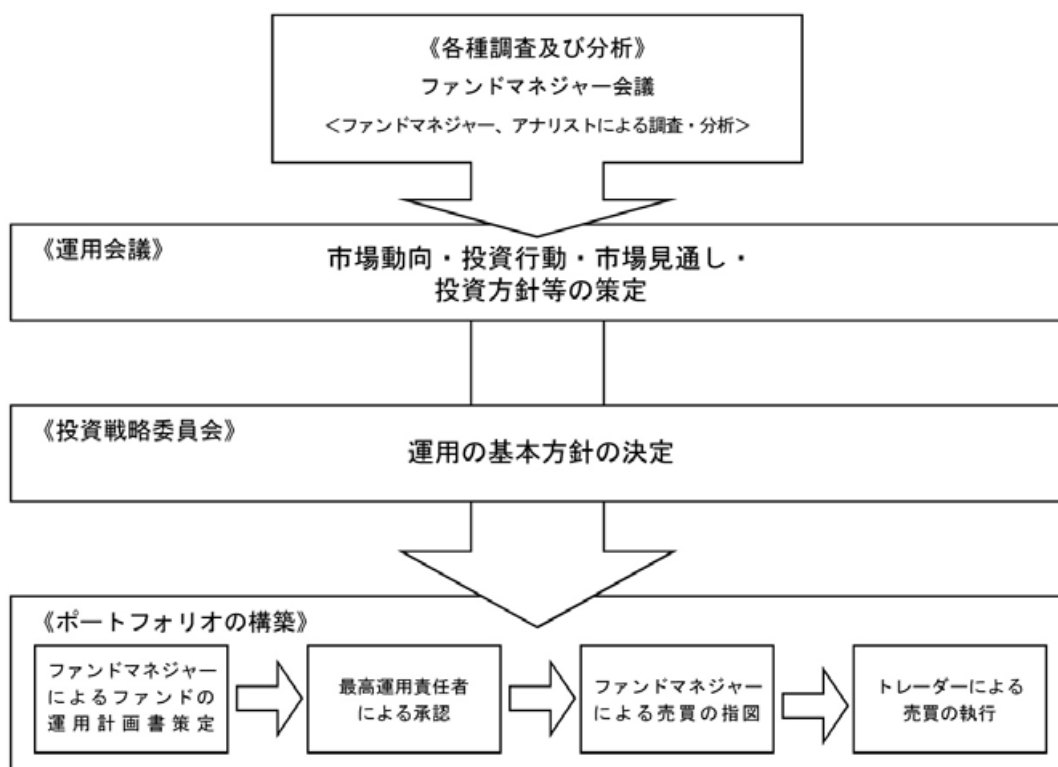 《各種調査及び分析》
ファンドマネジャー会議
＜ファンドマネジャー、アナリストによる調査・分析＞
《運用会議》
市場動向・投資行動・市場見通し・
投資方針等の策定
《投資戦略委員会》
運用の基本方針の決定
《ポートフォリオの構築》
ファンドマネジャー
によるファンドの
運用計画書策定
最高運用責任者
による承認
ファンドマネジャー
による売買の指図
トレーダーによる
売買の執行